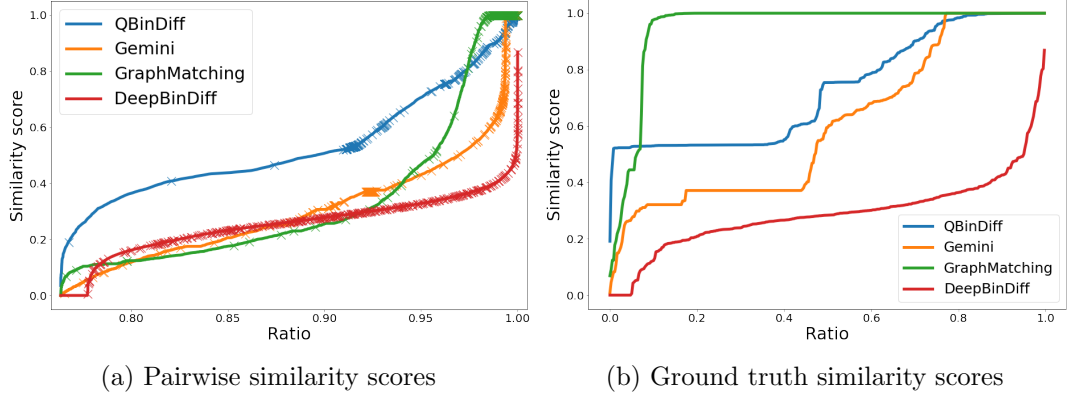 QBinDiff
Gemini
GraphMatching
DeepBinDiff
Similarity score
1.0
0.8
0.6
0.4
0.2
0.0
0.80
0.85
0.90
0.95
1.00
Ratio
(a) Pairwise similarity scores
Similarity score
1.0
0.8
0.6
0.4
0.2
0.0
QBinDiff
Gemini
GraphMatching
DeepBinDiff
0.0
0.2
0.4
0.6
0.8
1.0
Ratio
(b) Ground truth similarity scores